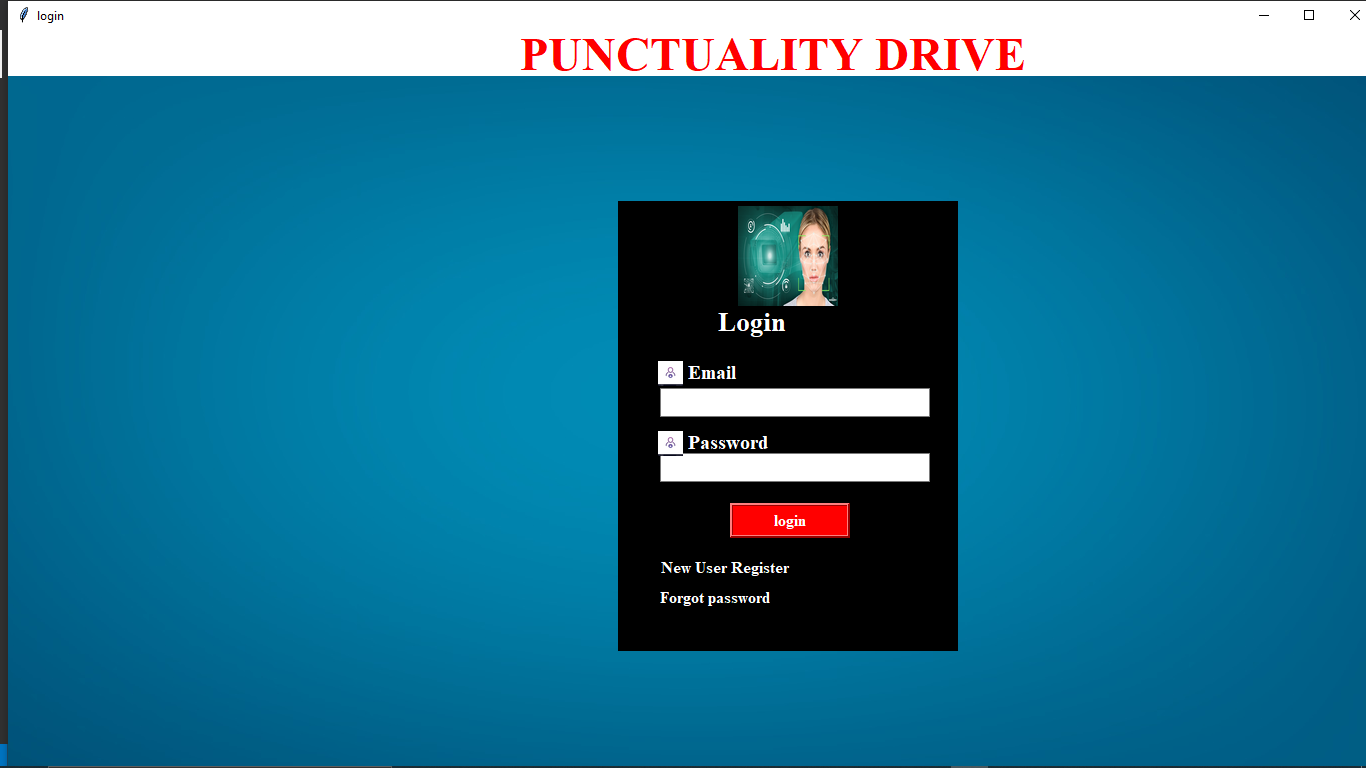 login
PUNCTUALITY DRIVE
Login
Email
Password
login
New User Register
Forgot password